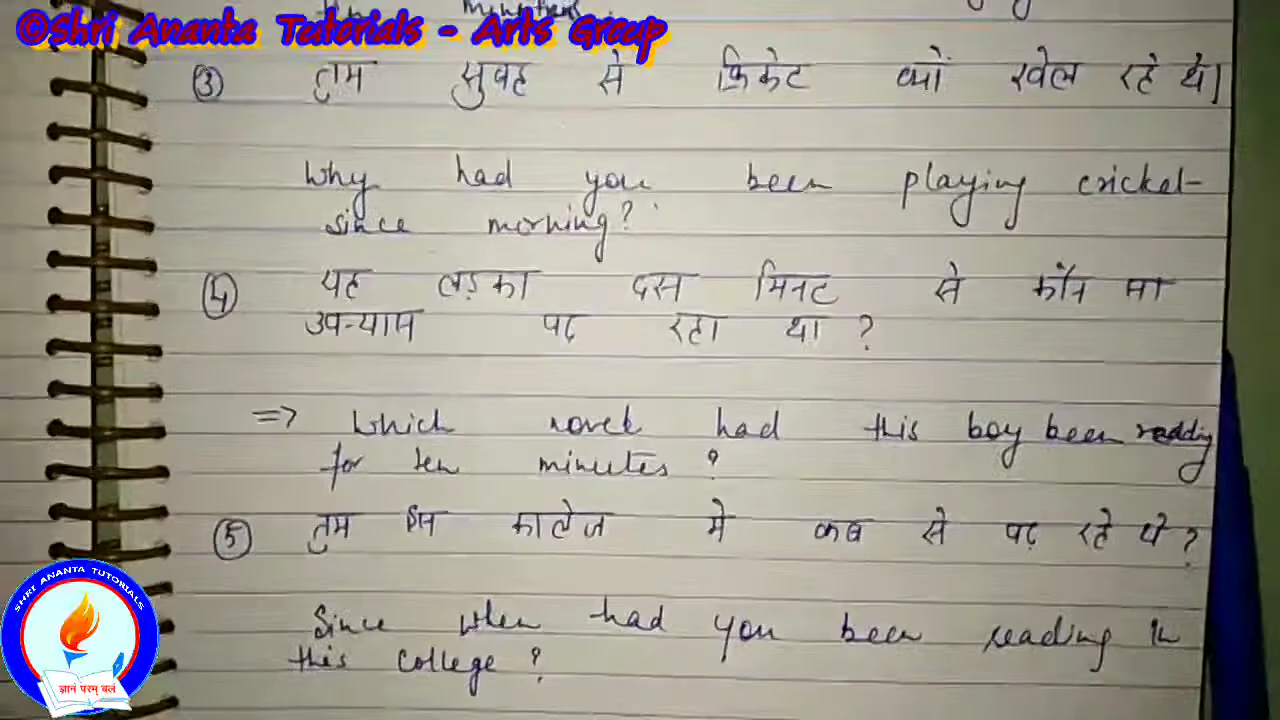 ©Shri Ananta Tutorials - Arts Group
③ तुम सुबह से क्रिकेट क्यों खेल रहे थे।
Why had you been playing cricket
since morning?
④ यह लड़का दस मिनट से कौन सा
उपन्यास पढ़ रहा था ?
=> Which novel had this boy been reading
for ten minutes ?
⑤ तुम इस कालेज मे कब से पढ़ रहे थे ?
Since when had you been reading in
this college ?
SHRI ANANTA TUTORIALS
ज्ञानं परमं बलं